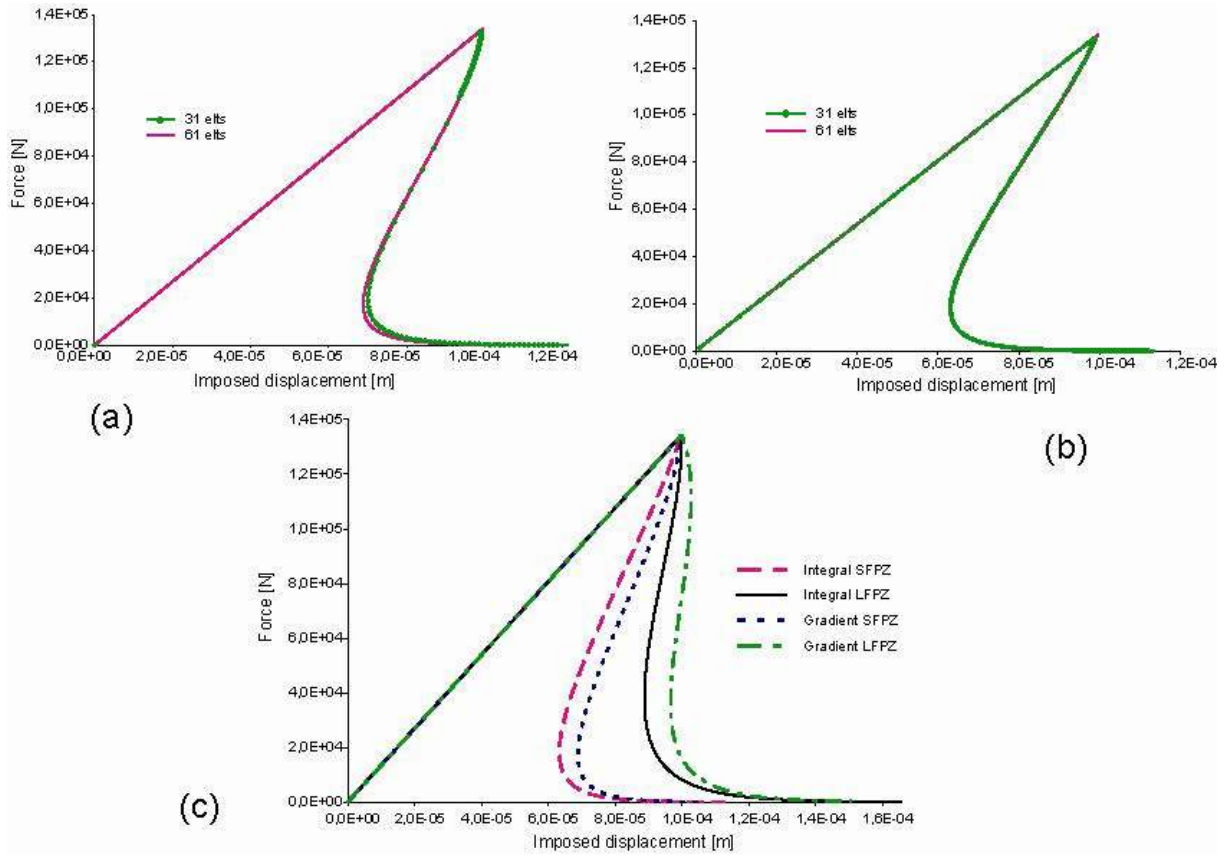 1,4E+05
1,2E+05
1,0E+05
8,0E+04
6,0E+04
4,0E+04
2,0E+04
0,0E+00
Force [N]
31 elts
61 elts
0,0E+00 2,0E-05 4,0E-05 6,0E-05 8,0E-05 1,0E-04 1,2E-04
Imposed displacement [m]
(a)
1,4E+05
1,2E+05
1,0E+05
8,0E+04
6,0E+04
4,0E+04
2,0E+04
0,0E+00
Force [N]
31 elts
61 elts
0,0E+00 2,0E-05 4,0E-05 6,0E-05 8,0E-05 1,0E-04 1,2E-04
Imposed displacement [m]
(b)
1,4E+05
1,2E+05
1,0E+05
8,0E+04
6,0E+04
4,0E+04
2,0E+04
0,0E+00
Force [N]
Integral SFPZ
Integral LFPZ
Gradient SFPZ
Gradient LFPZ
0,0E+00 2,0E-05 4,0E-05 6,0E-05 8,0E-05 1,0E-04 1,2E-04 1,4E-04 1,6E-04
Imposed displacement [m]
(c)